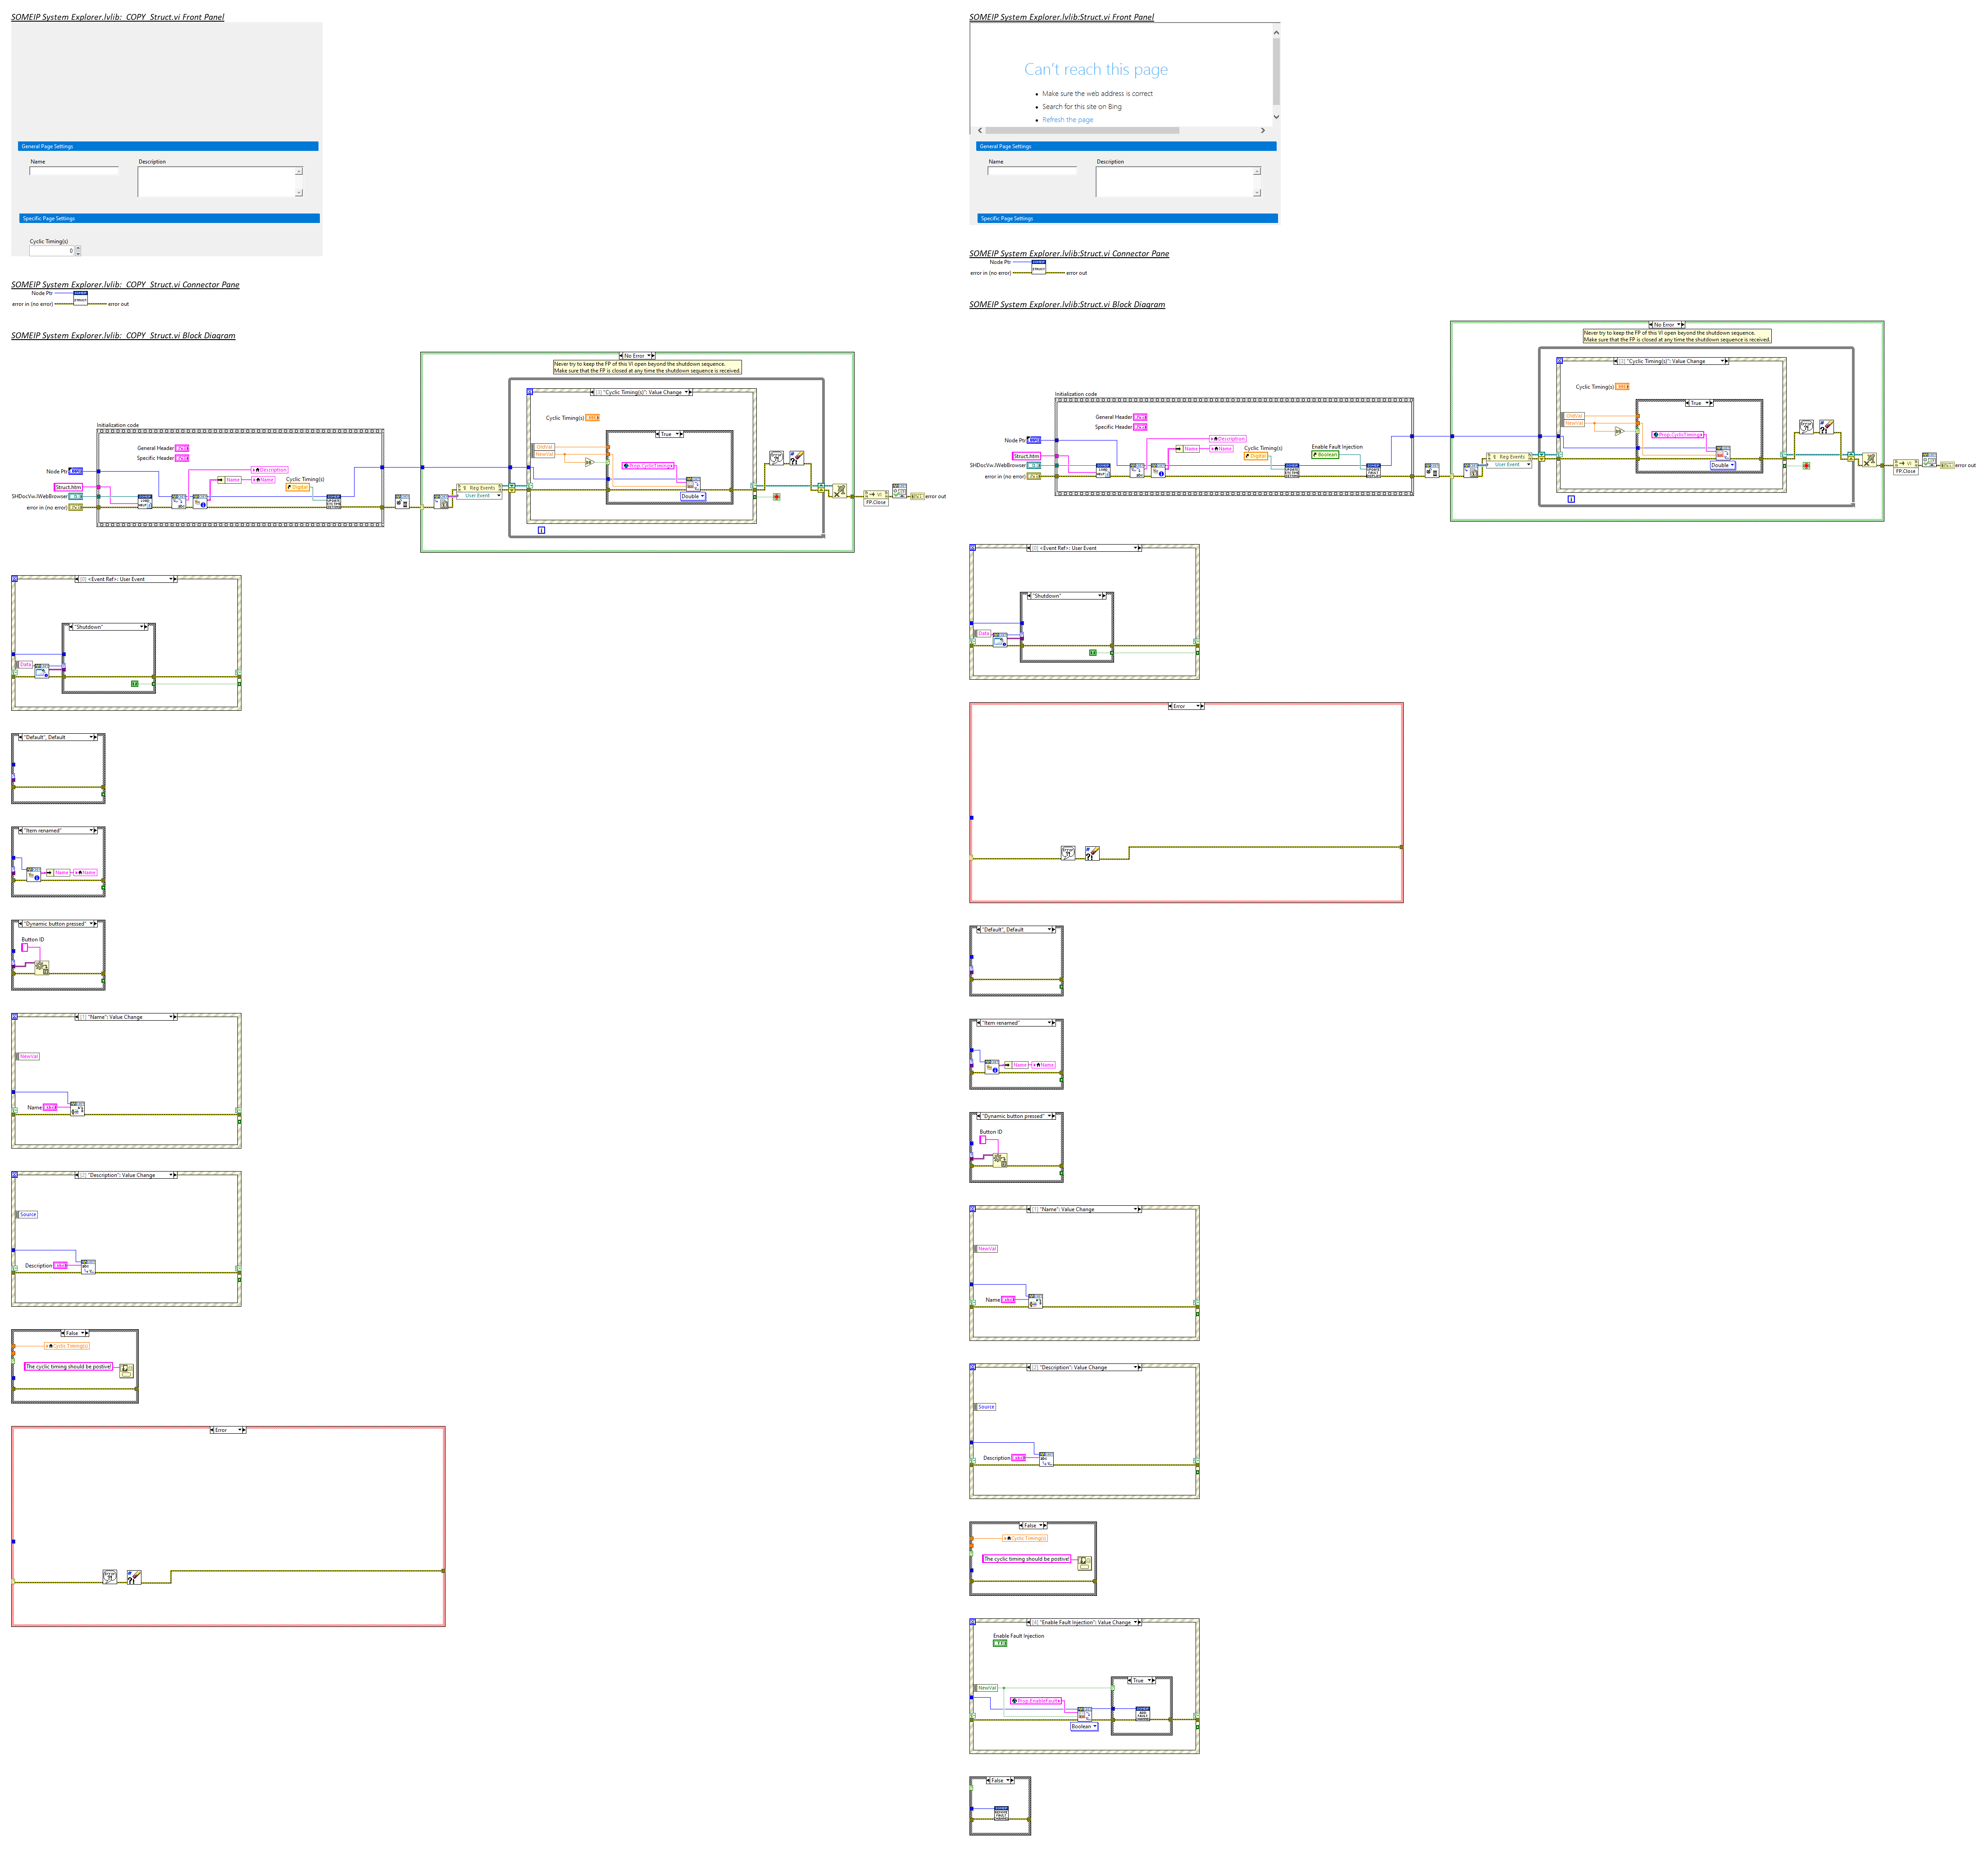 SOMEIP System Explorer.lvlib:_COPY_Struct.vi Front Panel
General Page Settings
Name
Description
Specific Page Settings
Cyclic Timing(s)
0
SOMEIP System Explorer.lvlib:_COPY_Struct.vi Connector Pane
Node Ptr
error in (no error)
STRUCT
error out
SOMEIP System Explorer.lvlib:_COPY_Struct.vi Block Diagram
No Error
Never try to keep the FP of this VI open beyond the shutdown sequence.
Make sure that the FP is closed at any time the shutdown sequence is received.
[3] "Cyclic Timing(s)": Value Change
Cyclic Timing(s)
Initialization code
True
General Header
Specific Header
OldVal
NewVal
Node Ptr
Description
Prop.CyclicTiming
Struct.htm
Name
Name
Cyclic Timing(s)
Digital
Reg Events
User Event
Double
SHDocVw.IWebBrowser
error in (no error)
VI
FP.Close
error out
[0] <Event Ref>: User Event
"Shutdown"
Data
"Default", Default
"Item renamed"
Name
Name
"Dynamic button pressed"
Button ID
[1] "Name": Value Change
NewVal
Name
[2] "Description": Value Change
Source
Description
False
Cyclic Timing(s)
The cyclic timing should be postive!
Error
SOMEIP System Explorer.lvlib:Struct.vi Front Panel
Can't reach this page
Make sure the web address is correct
Search for this site on Bing
Refresh the page
General Page Settings
Name
Description
Specific Page Settings
SOMEIP System Explorer.lvlib:Struct.vi Connector Pane
Node Ptr
error in (no error)
STRUCT
error out
SOMEIP System Explorer.lvlib:Struct.vi Block Diagram
No Error
Never try to keep the FP of this VI open beyond the shutdown sequence.
Make sure that the FP is closed at any time the shutdown sequence is received.
[3] "Cyclic Timing(s)": Value Change
Cyclic Timing(s)
Initialization code
True
General Header
Specific Header
OldVal
NewVal
Node Ptr
Description
Prop.CyclicTiming
Name
Name
Cyclic Timing(s)
Enable Fault Injection
Struct.htm
Digital
Boolean
Reg Events
User Event
Double
SHDocVw.IWebBrowser
error in (no error)
VI
FP.Close
error out
[0] <Event Ref>: User Event
"Shutdown"
Data
Error
"Default", Default
"Item renamed"
Name
Name
"Dynamic button pressed"
Button ID
[1] "Name": Value Change
NewVal
Name
[2] "Description": Value Change
Source
Description
False
Cyclic Timing(s)
The cyclic timing should be postive!
[4] "Enable Fault Injection": Value Change
Enable Fault Injection
True
NewVal
Prop.EnableFault
Boolean
False